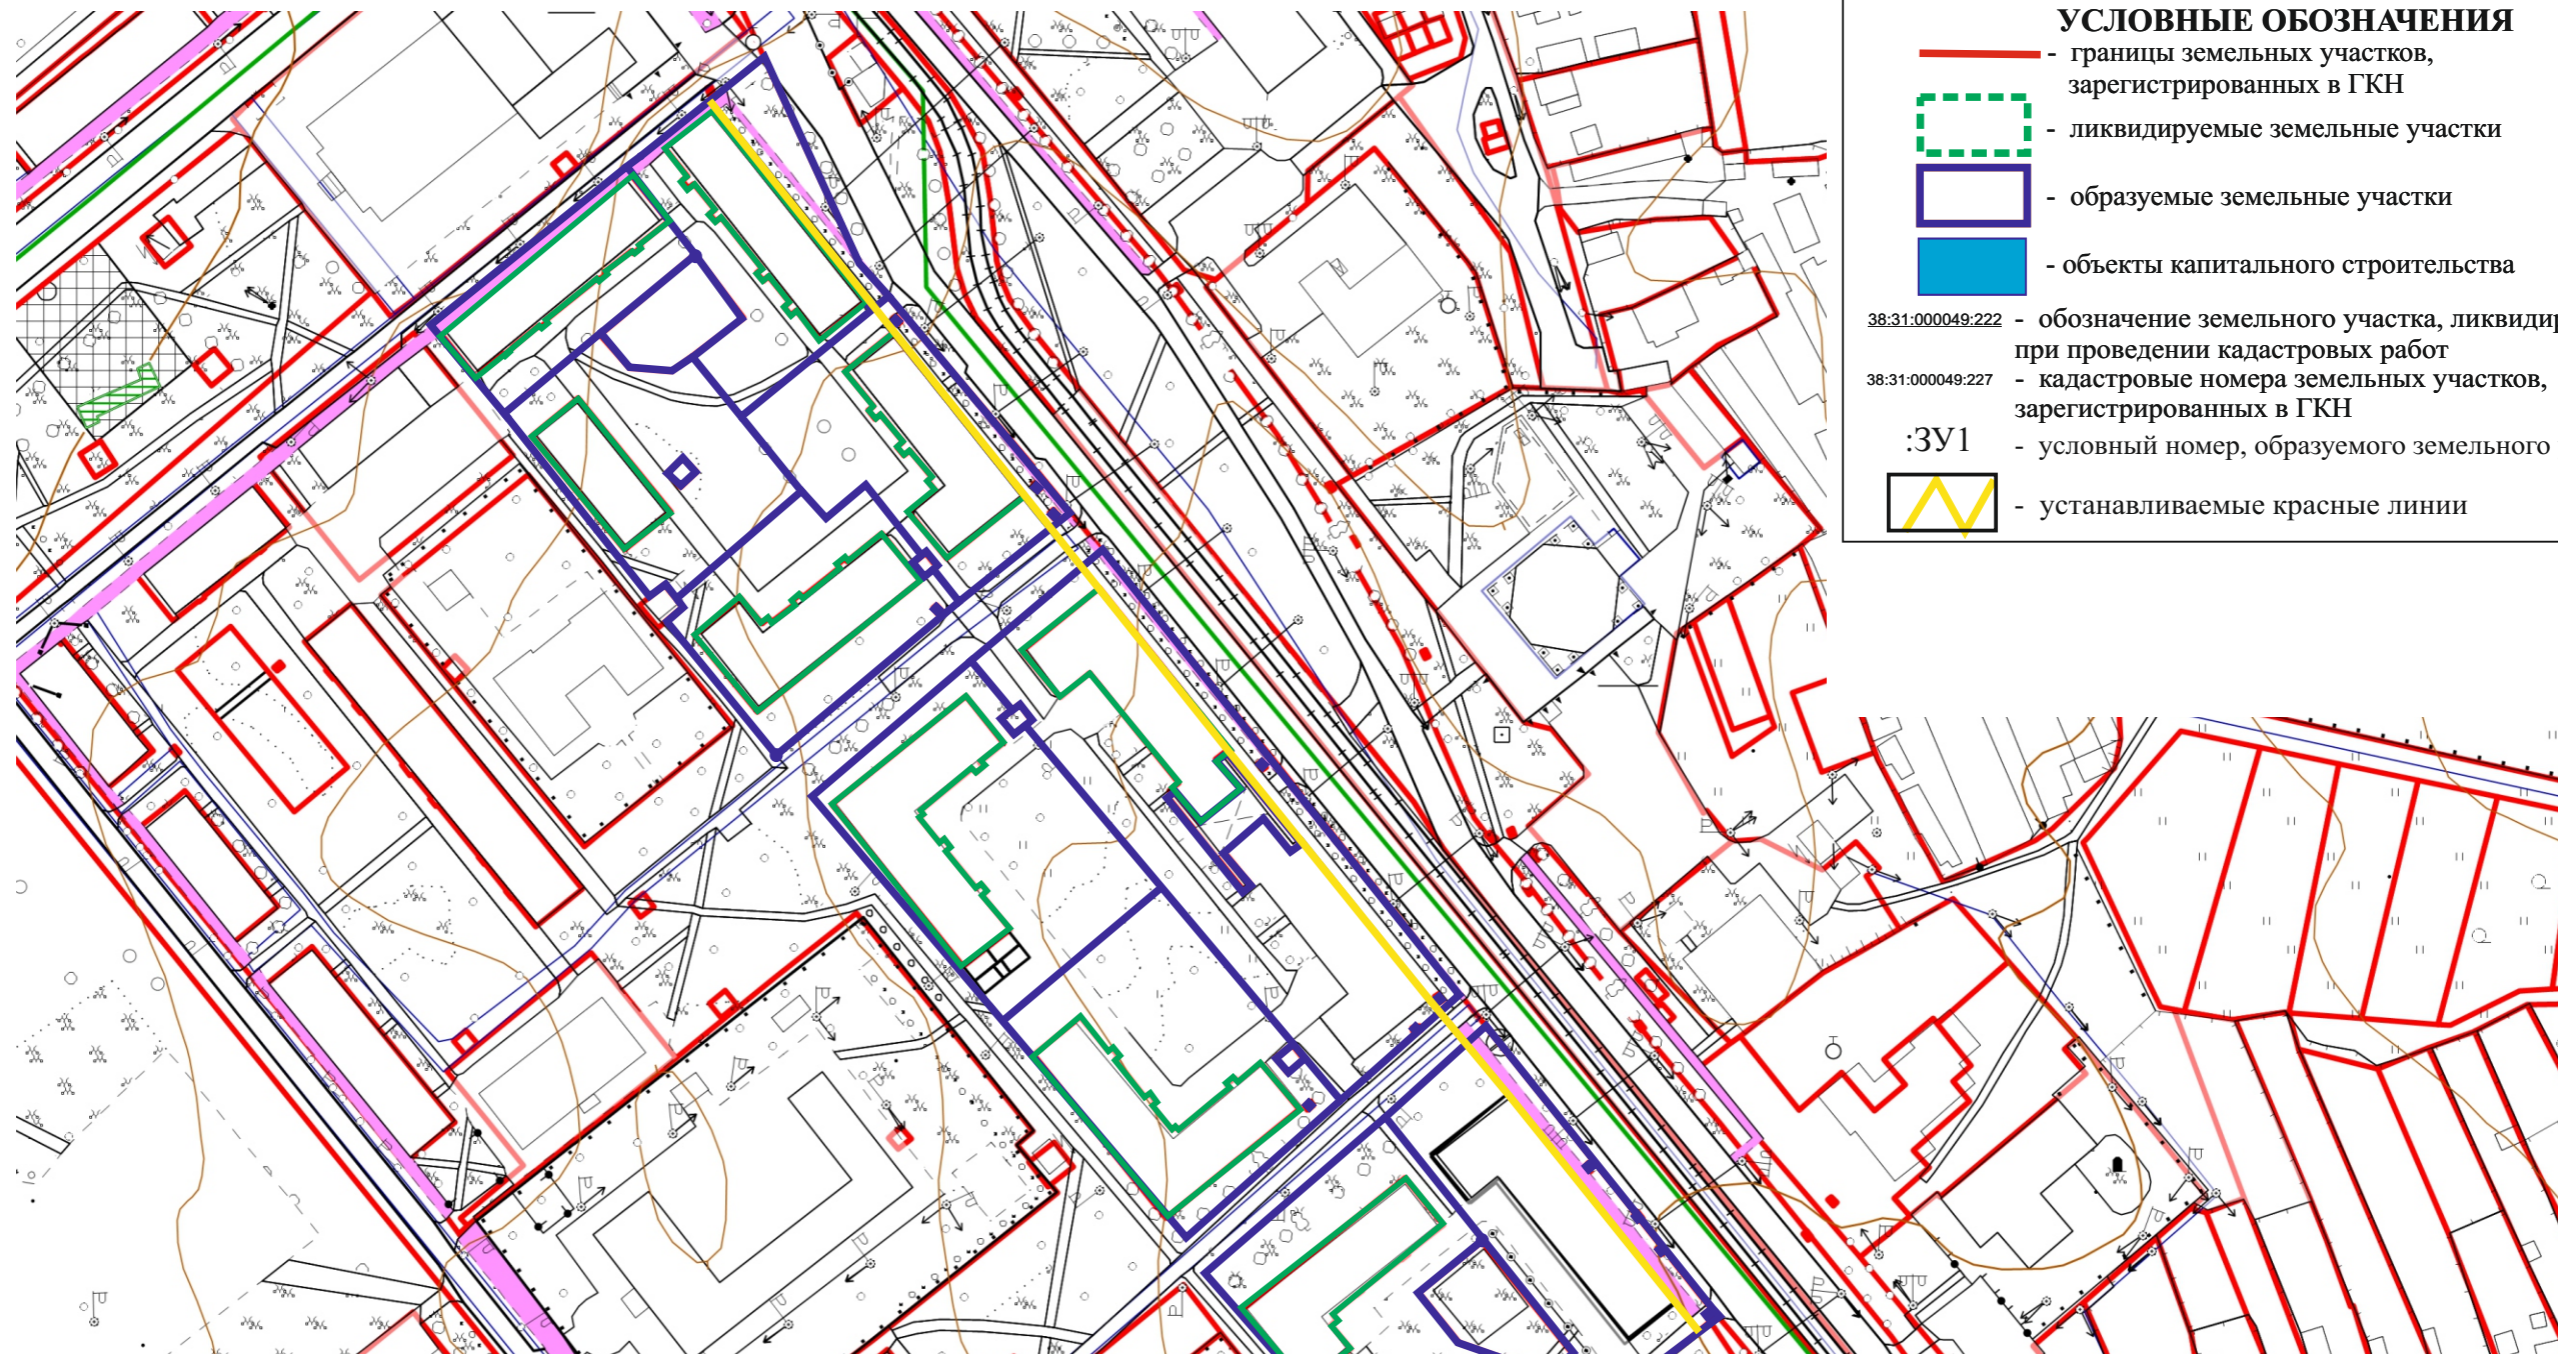 УСЛОВНЫЕ ОБОЗНАЧЕНИЯ
- границы земельных участков,
зарегистрированных в ГКН
- ликвидируемые земельные участки
- образуемые земельные участки
- объекты капитального строительства
38:31:000049:222 - обозначение земельного участка, ликвидир
при проведении кадастровых работ
38:31:000049:227 - кадастровые номера земельных участков,
зарегистрированных в ГКН
:ЗУ1 - условный номер, образуемого земельного
- устанавливаемые красные линии